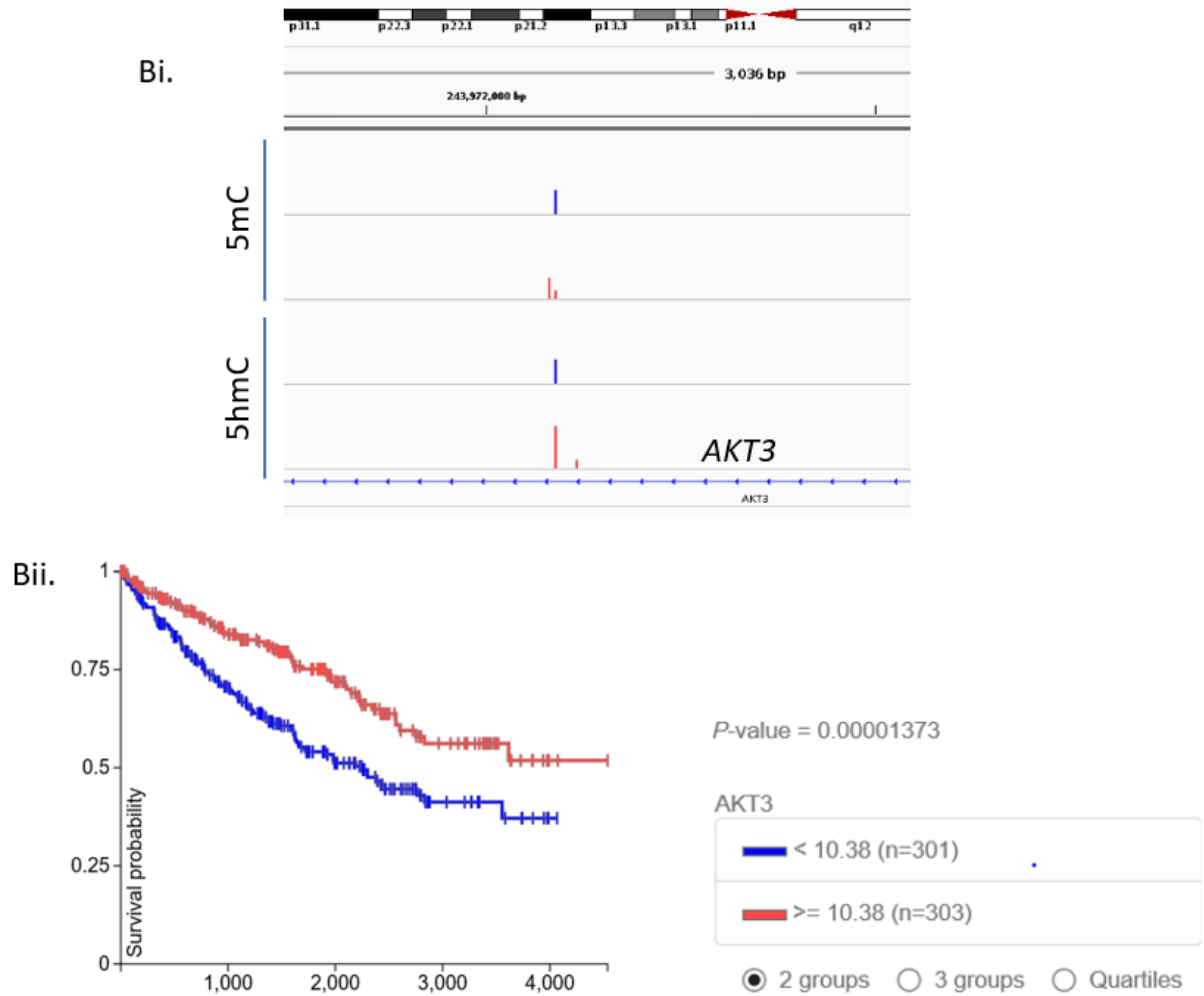 p31.1 p22.3 p22.1 p21.2 p13.3 p13.1 p11.1 q12
Bi.
3,036 bp
243,972,000 bp
5mC
5hmC
AKT3
AKT3
Bii.
1
0.75
0.5
0.25
0
Survival probability
1,000 2,000 3,000 4,000
P-value = 0.00001373
AKT3
< 10.38 (n=301)
>= 10.38 (n=303)
2 groups 3 groups Quartiles